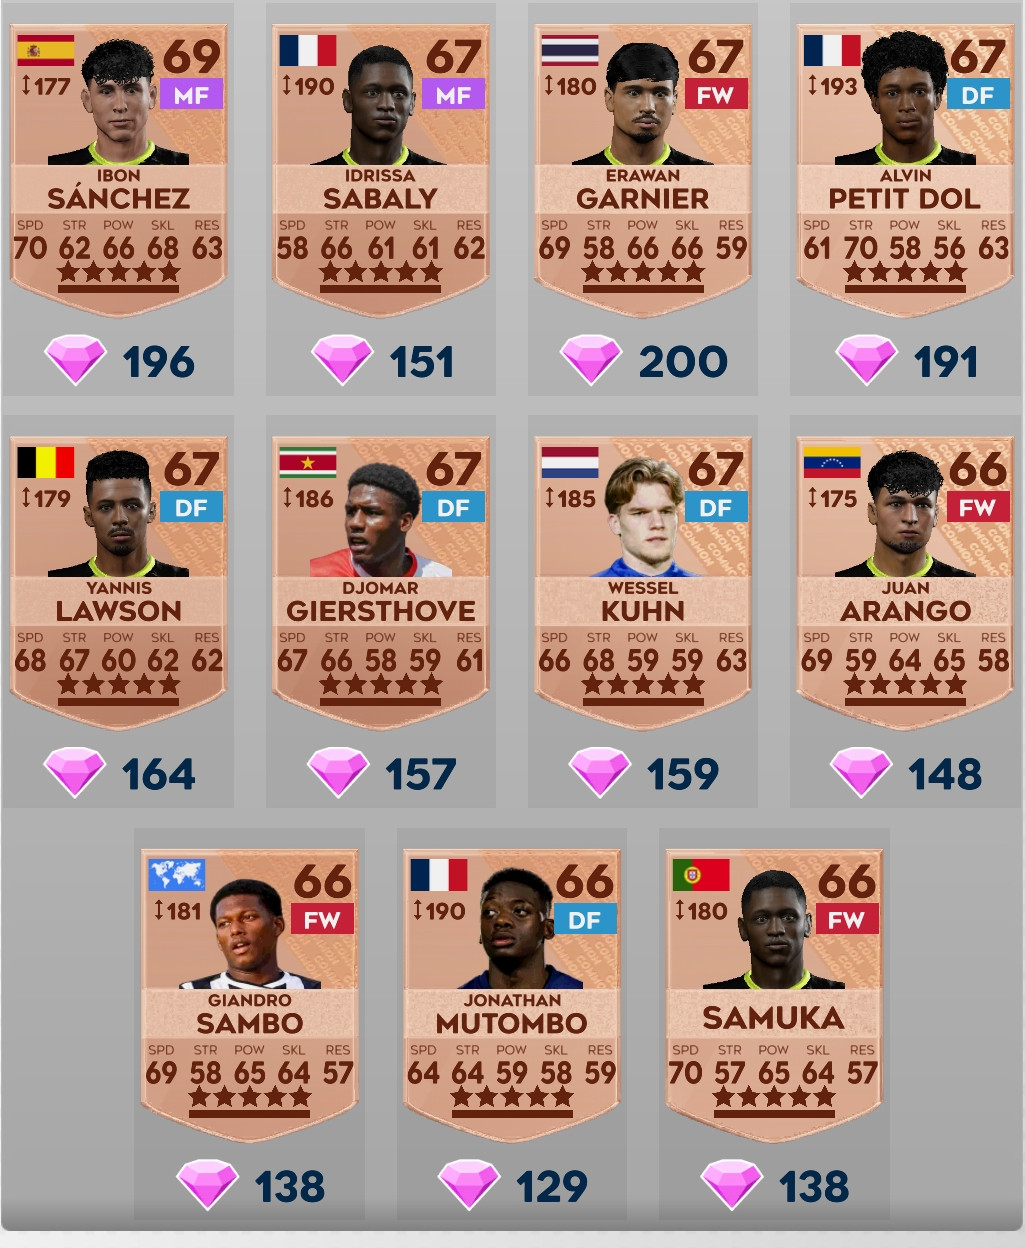 69
↕177
MF
IBON
SÁNCHEZ
SPD STR POW SKL RES
70 62 66 68 63
196
67
↕190
MF
IDRISSA
SABALY
SPD STR POW SKL RES
58 66 61 61 62
151
67
↕180
FW
ERAWAN
GARNIER
SPD STR POW SKL RES
69 58 66 66 59
200
67
↕193
DF
ALVIN
PETIT DOL
SPD STR POW SKL RES
61 70 58 56 63
191
67
↕179
DF
YANNIS
LAWSON
SPD STR POW SKL RES
68 67 60 62 62
164
67
↕186
DF
DJOMAR
GIERSTHOVE
SPD STR POW SKL RES
67 66 58 59 61
157
67
↕185
DF
WESSEL
KUHN
SPD STR POW SKL RES
66 68 59 59 63
159
66
↕175
FW
JUAN
ARANGO
SPD STR POW SKL RES
69 59 64 65 58
148
66
↕181
FW
GIANDRO
SAMBO
SPD STR POW SKL RES
69 58 65 64 57
138
66
↕190
DF
JONATHAN
MUTOMBO
SPD STR POW SKL RES
64 64 59 58 59
129
66
↕180
FW
SAMUKA
SPD STR POW SKL RES
70 57 65 64 57
138